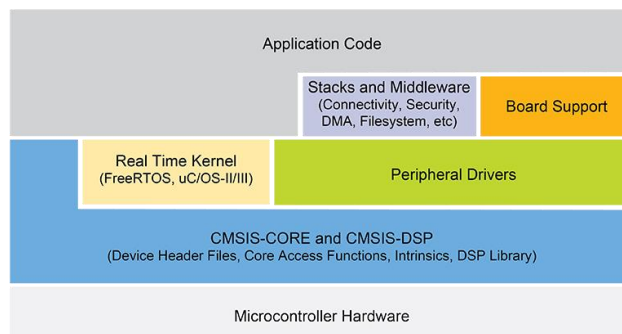 Application Code
Stacks and Middleware
(Connectivity, Security,
DMA, Filesystem, etc)
Board Support
Real Time Kernel
(FreeRTOS, uC/OS-II/III)
Peripheral Drivers
CMSIS-CORE and CMSIS-DSP
(Device Header Files, Core Access Functions, Intrinsics, DSP Library)
Microcontroller Hardware